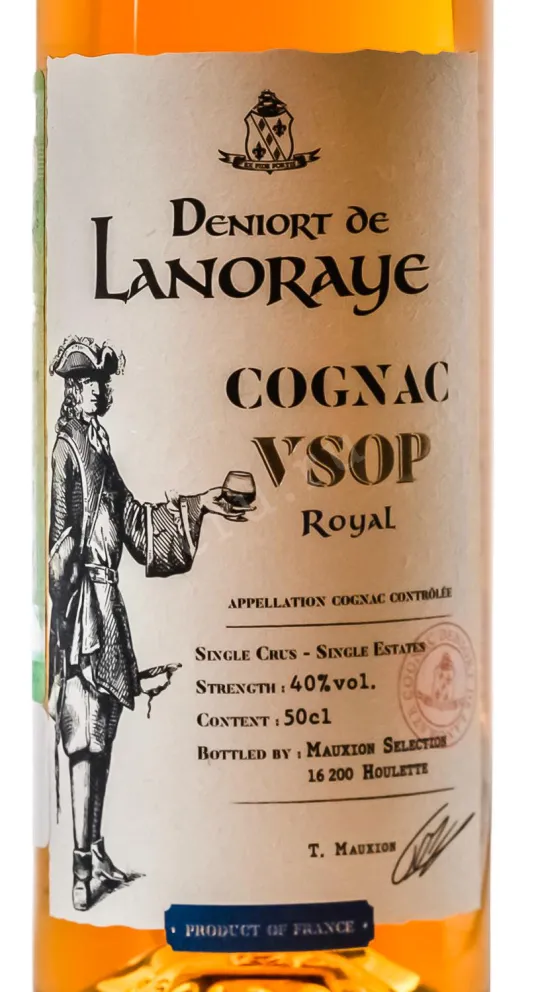 Deniort de
Lanoraye
COGNAC
VSOP
Royal
APPELLATION COGNAC CONTRÔLÉE
Single Crus - Single Estates
Strength : 40%vol.
Content : 50cl
Bottled by : Mauxion Selection
16 200 Houlette
T. Mauxion
PRODUCT OF FRANCE